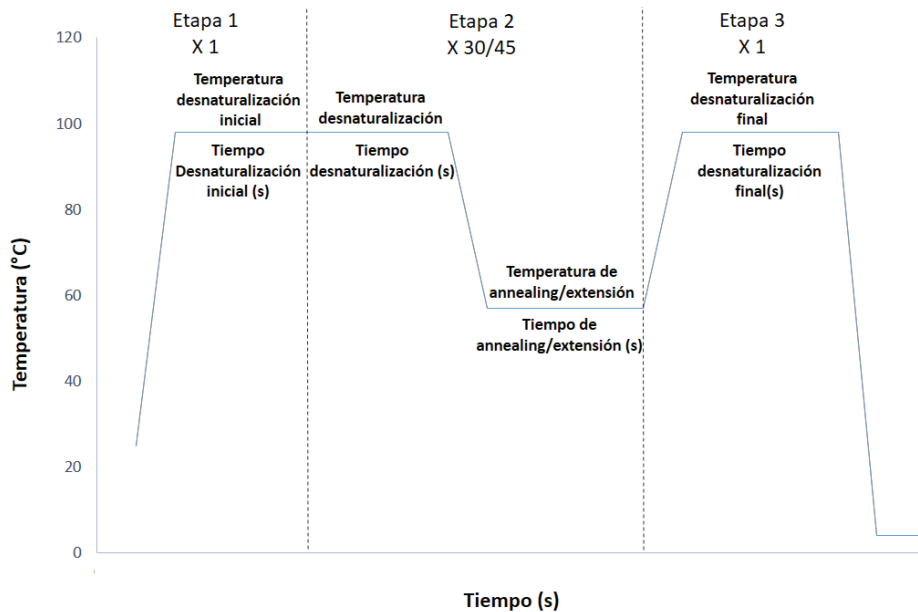 Etapa 1
X 1
Etapa 2
X 30/45
Etapa 3
X 1
120
100
80
60
40
20
0
Temperatura (°C)
Temperatura
desnaturalización
inicial
Tiempo
Desnaturalización
inicial (s)
Temperatura
desnaturalización
Tiempo
desnaturalización (s)
Temperatura de
annealing/extensión
Tiempo de
annealing/extensión (s)
Temperatura
desnaturalización
final
Tiempo
desnaturalización
final(s)
Tiempo (s)